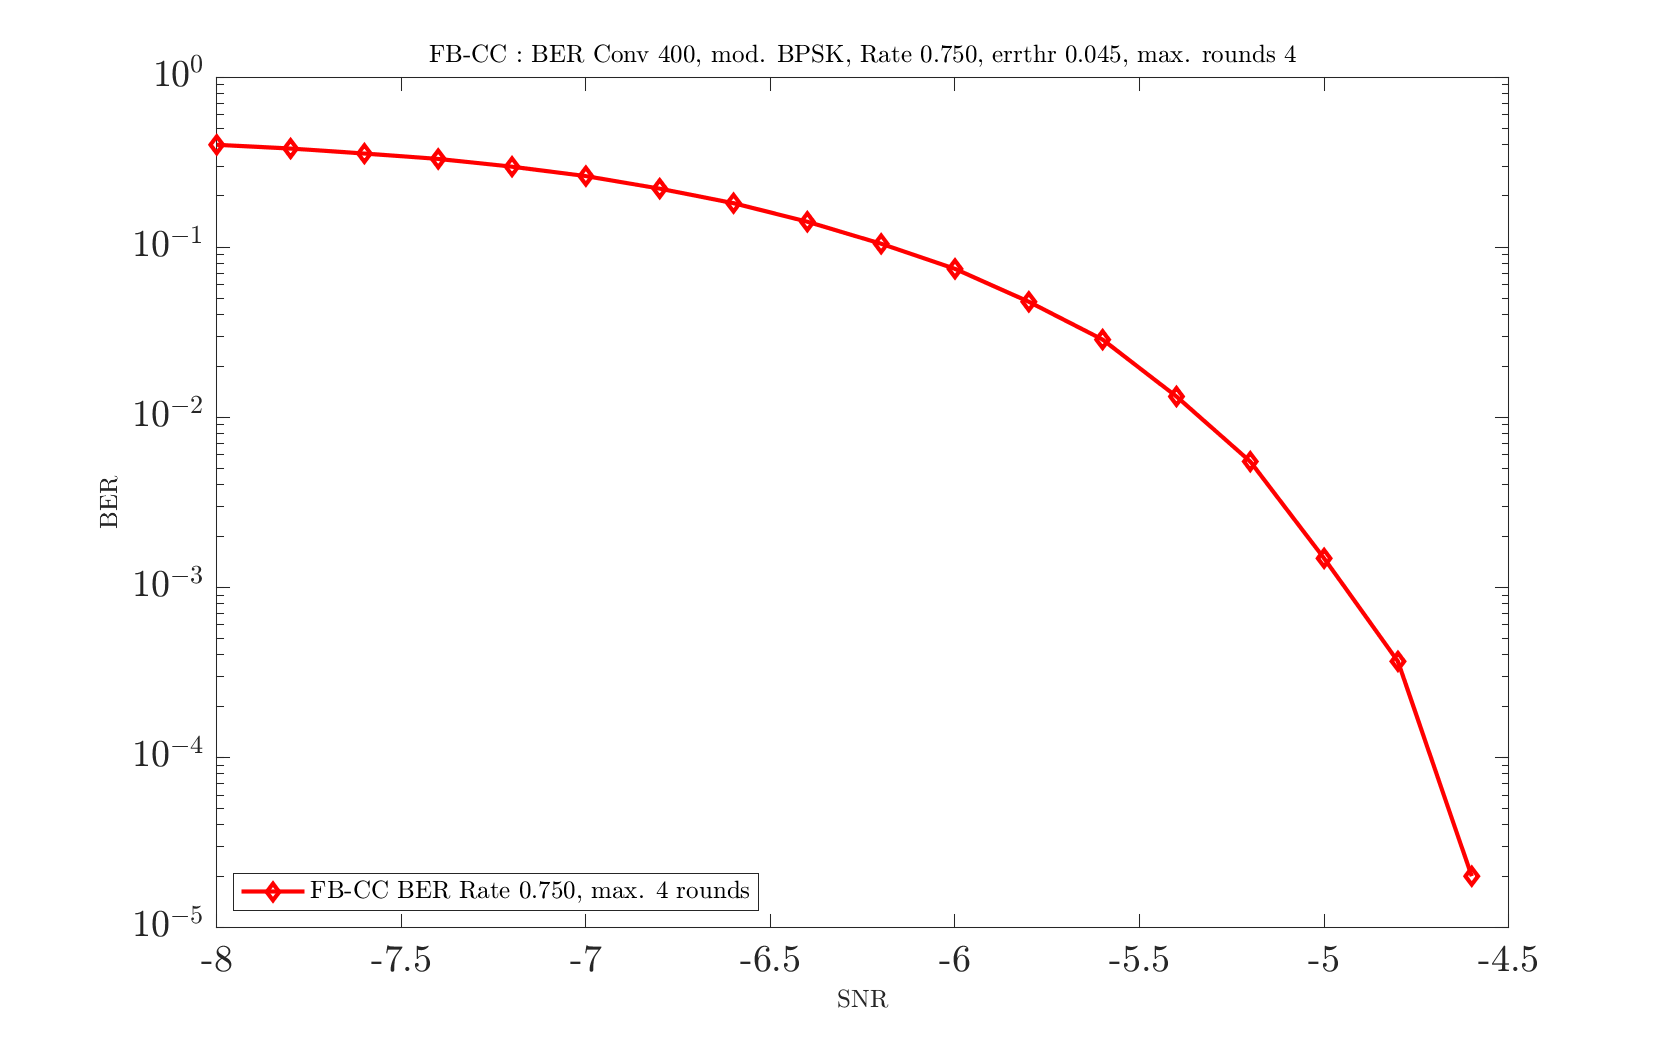 FB-CC : BER Conv 400, mod. BPSK, Rate 0.750, errthr 0.045, max. rounds 4
10^0
10^-1
10^-2
10^-3
10^-4
10^-5
BER
FB-CC BER Rate 0.750, max. 4 rounds
-8 -7.5 -7 -6.5 -6 -5.5 -5 -4.5
SNR